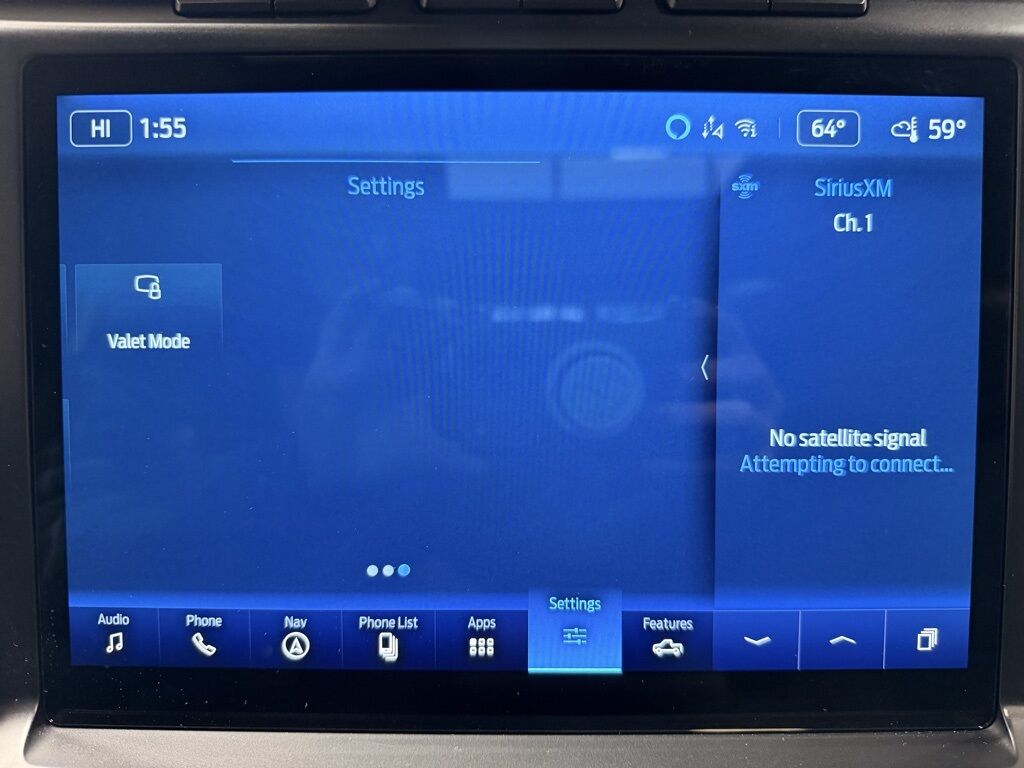 HI 1:55 64° 59°
Settings
sxm SiriusXM
Ch. 1
Valet Mode
No satellite signal
Attempting to connect...
Audio Phone Nav Phone List Apps Settings Features